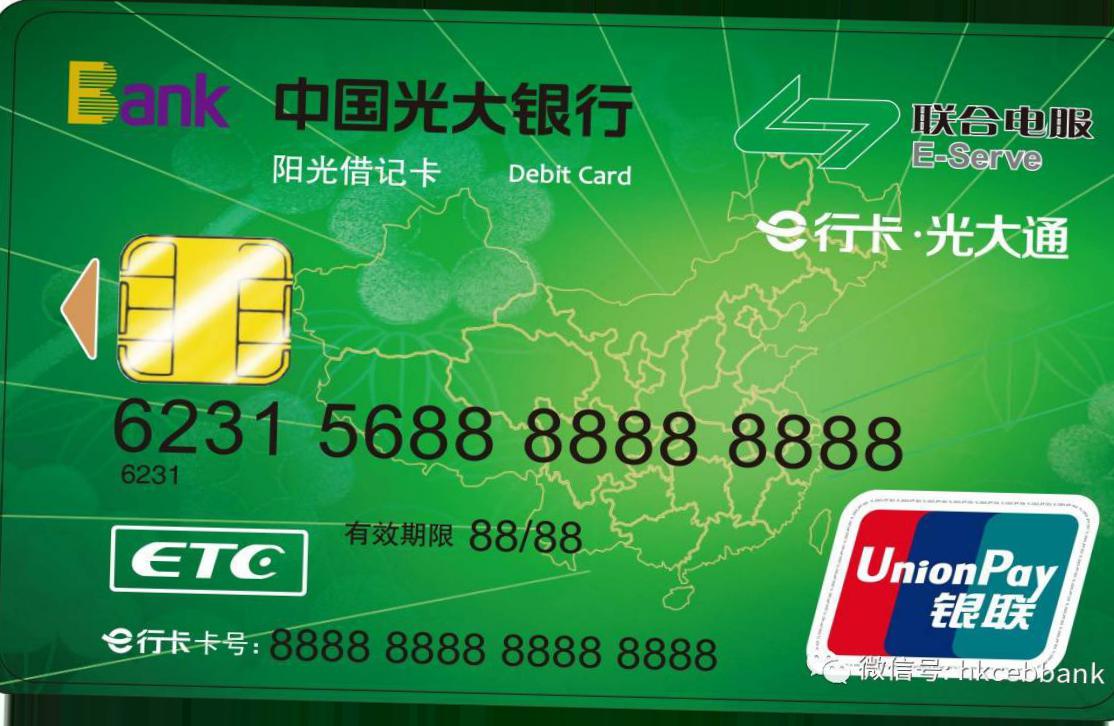 Bank 中国光大银行
阳光借记卡 Debit Card
联合电服
E-Serve
e行卡·光大通
6231 5688 8888 8888
6231
有效期限 88/88
ETC
e行卡卡号: 8888 8888 8888 8888
UnionPay
银联
微信号: hkcebbank